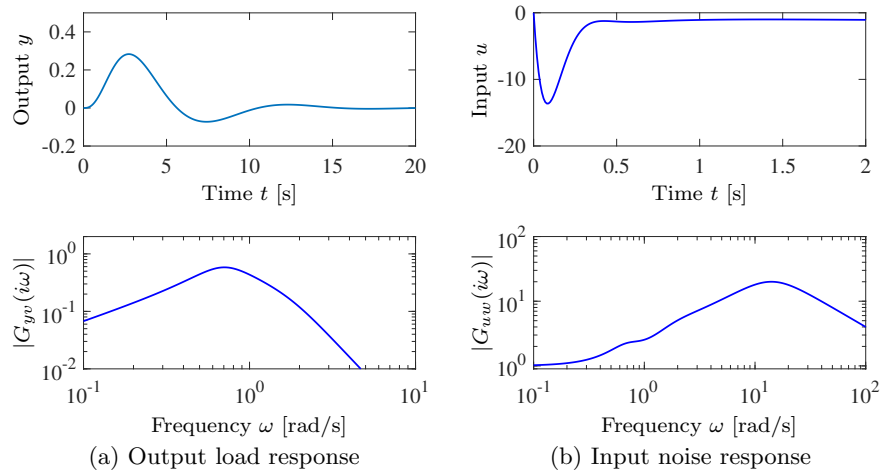 0.4
0.2
0
-0.2
Output y
0 5 10 15 20
Time t [s]
0
-10
-20
Input u
0 0.5 1 1.5 2
Time t [s]
10^0
10^-1
10^-2
|G_yv(iω)|
10^-1 10^0 10^1
Frequency ω [rad/s]
(a) Output load response
10^2
10^1
10^0
|G_uw(iω)|
10^-1 10^0 10^1 10^2
Frequency ω [rad/s]
(b) Input noise response